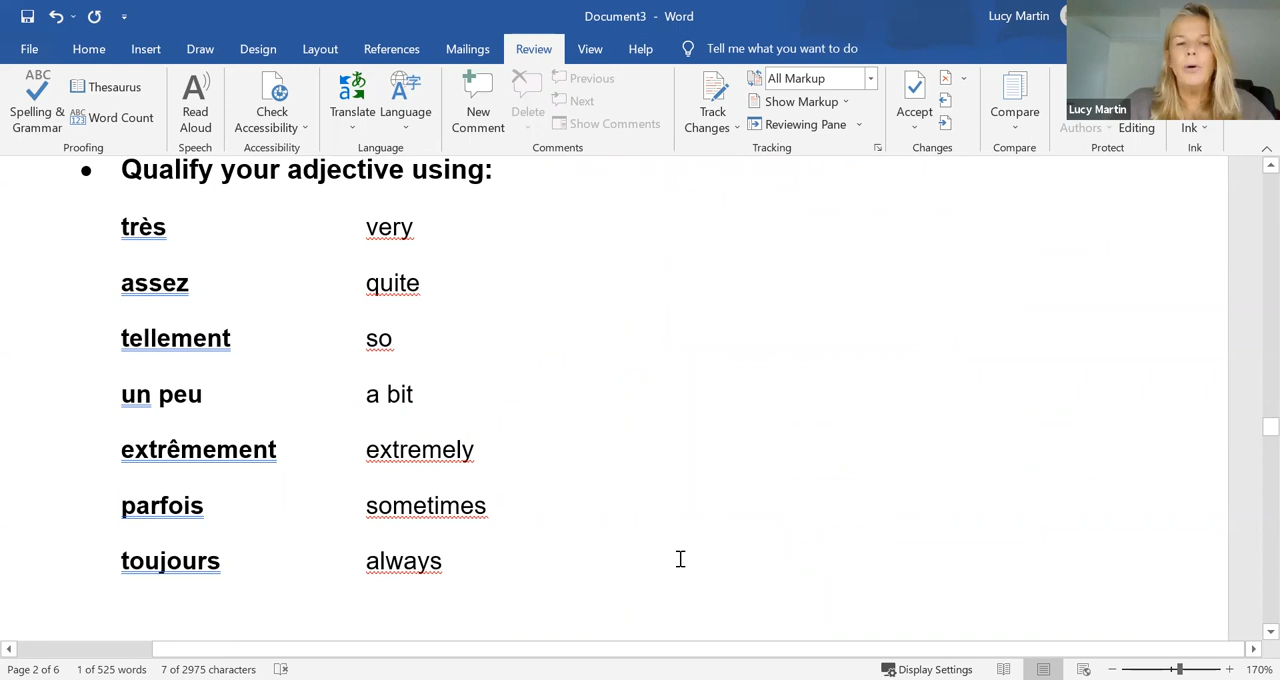 Document3 - Word
Lucy Martin
File Home Insert Draw Design Layout References Mailings Review View Help Tell me what you want to do
ABC Spelling & Grammar
Thesaurus
Word Count
Proofing
Read Aloud
Speech
Check Accessibility
Accessibility
Translate Language
Language
New Comment
Delete
Previous
Next
Show Comments
Comments
Track Changes
All Markup
Show Markup
Reviewing Pane
Tracking
Accept
Changes
Compare
Compare
Authors Editing
Protect
Ink
Ink
Lucy Martin
• Qualify your adjective using:
très very
assez quite
tellement so
un peu a bit
extrêmement extremely
parfois sometimes
toujours always
Page 2 of 6 1 of 525 words 7 of 2975 characters Display Settings 170%